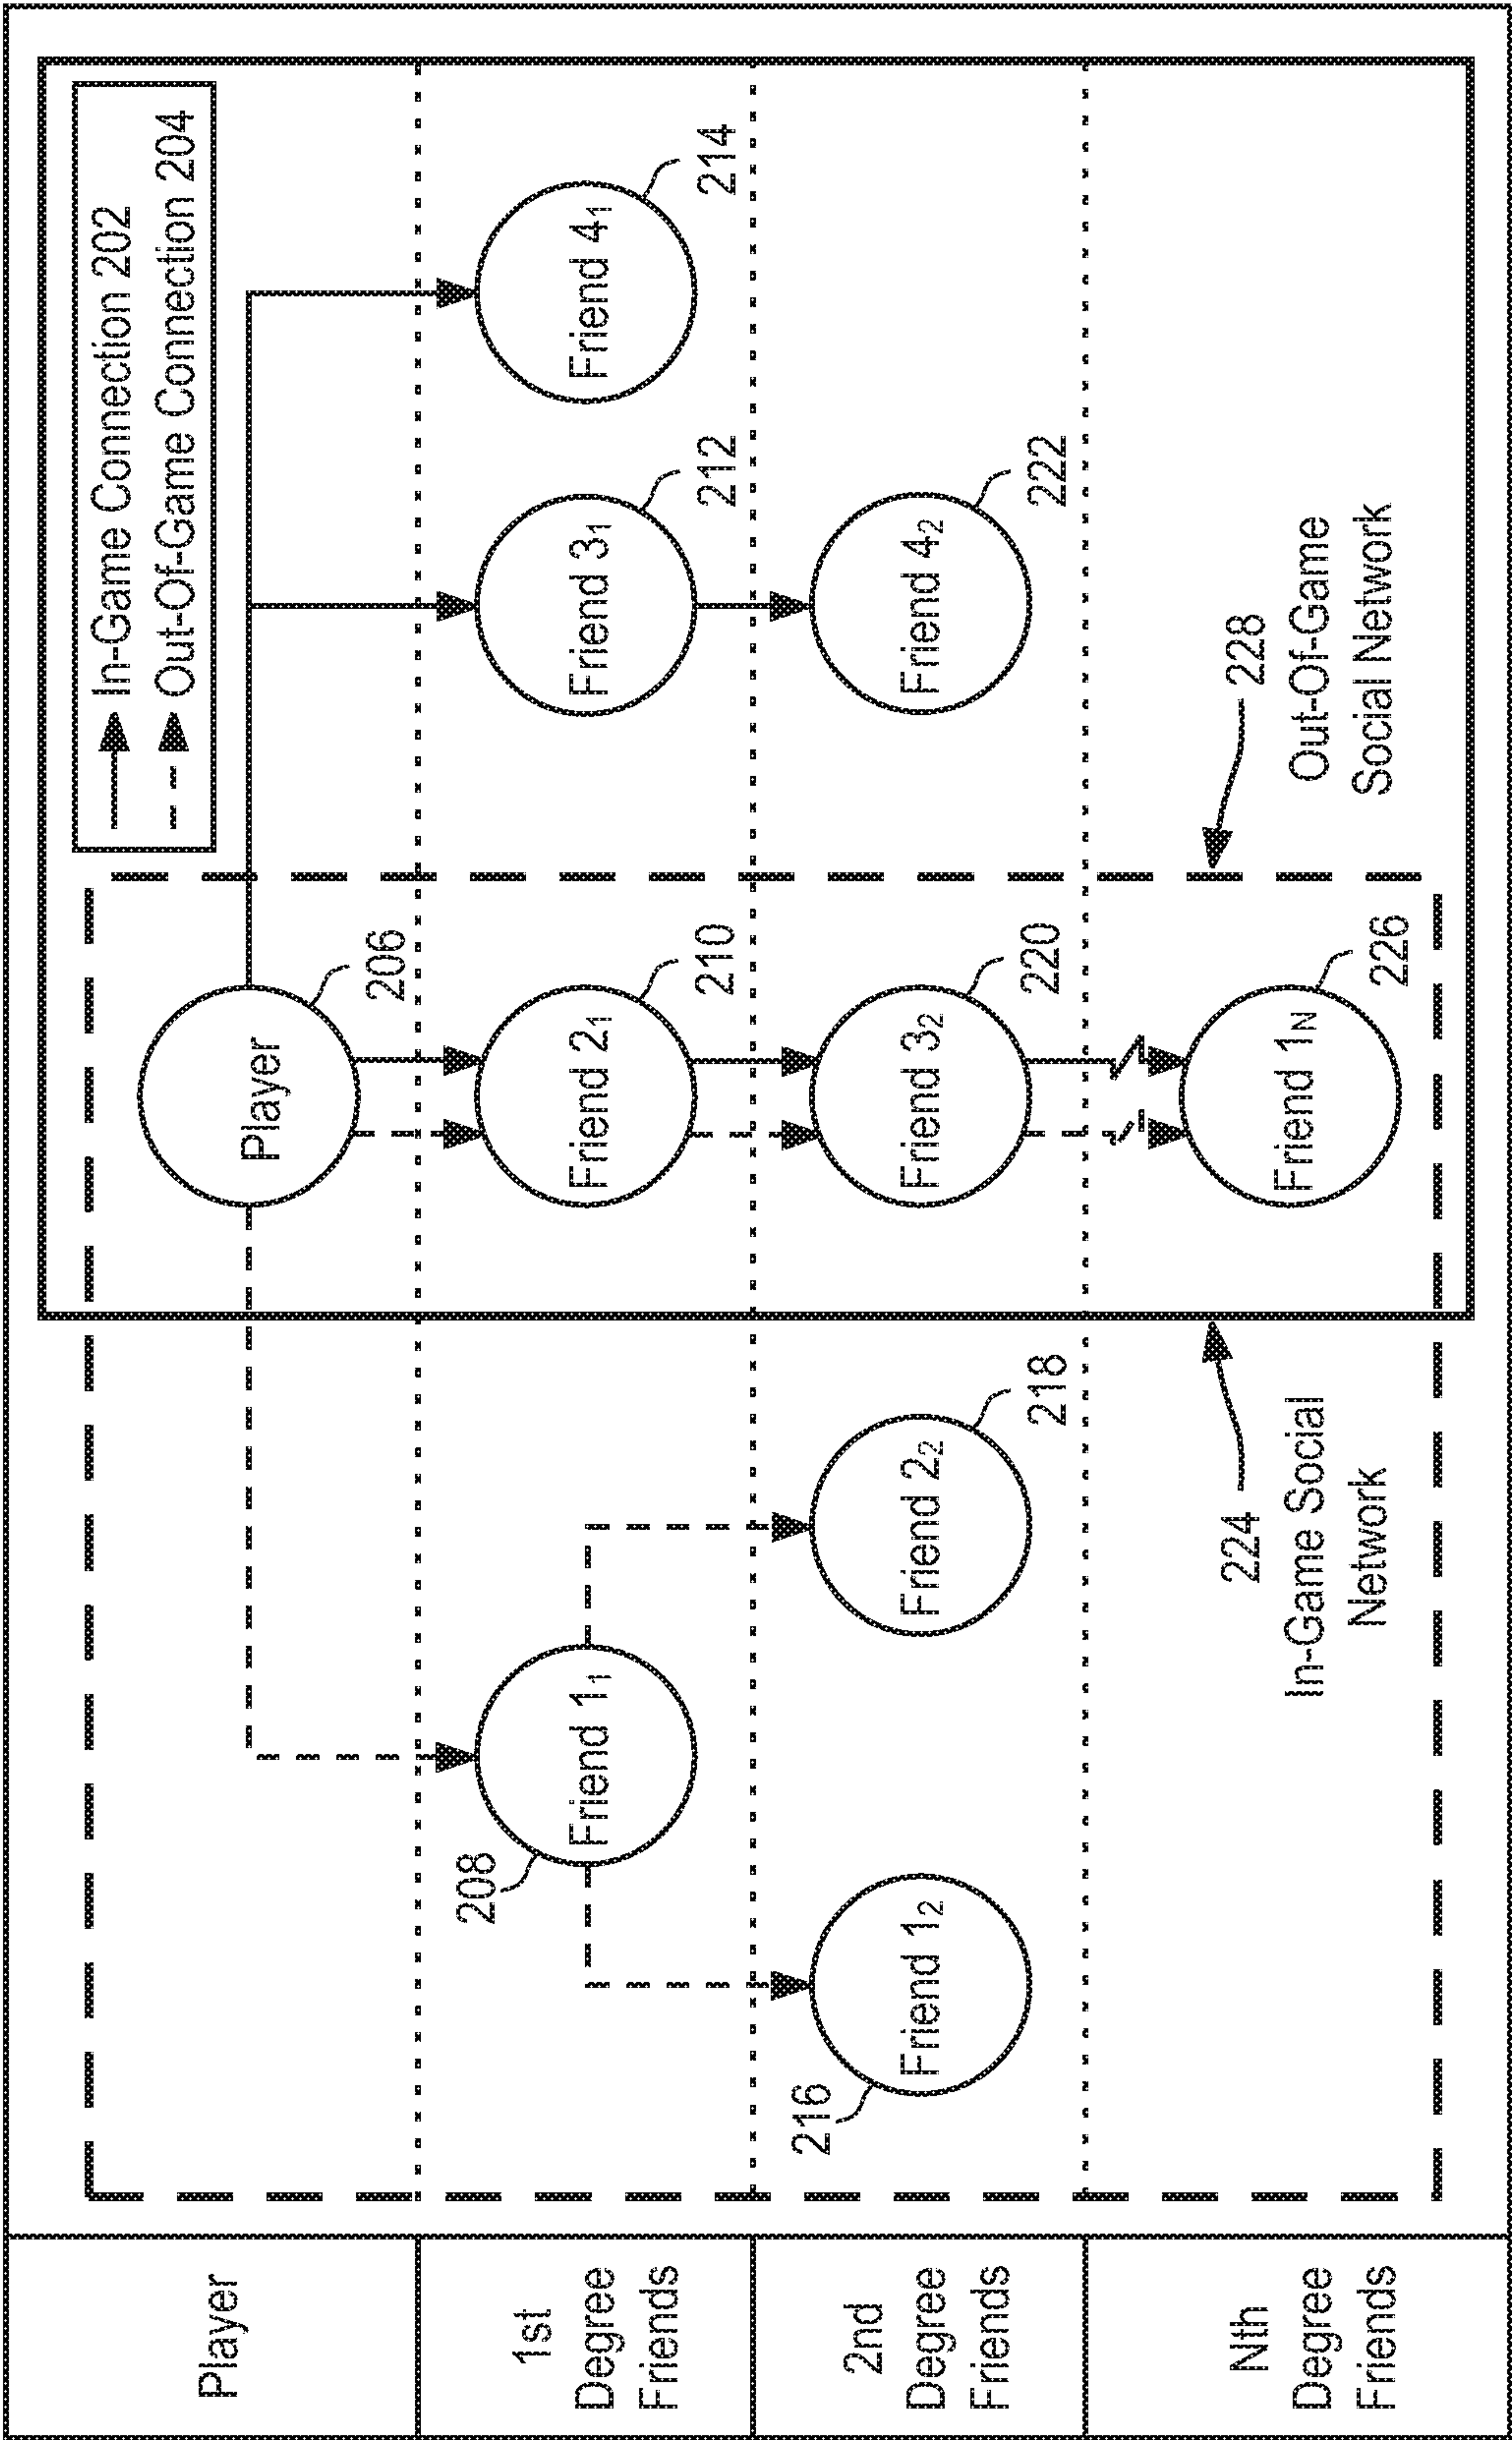 In-Game Connection 202
Out-Of-Game Connection 204
Player
Player
206
1st
Degree
Friends
208
Friend 1₁
Friend 2₁
210
Friend 3₁
212
Friend 4₁
214
2nd
Degree
Friends
216
Friend 1₂
Friend 2₂
218
Friend 3₂
220
Friend 4₂
222
Nth
Degree
Friends
224
In-Game Social
Network
Friend 1N
226
228
Out-Of-Game
Social Network